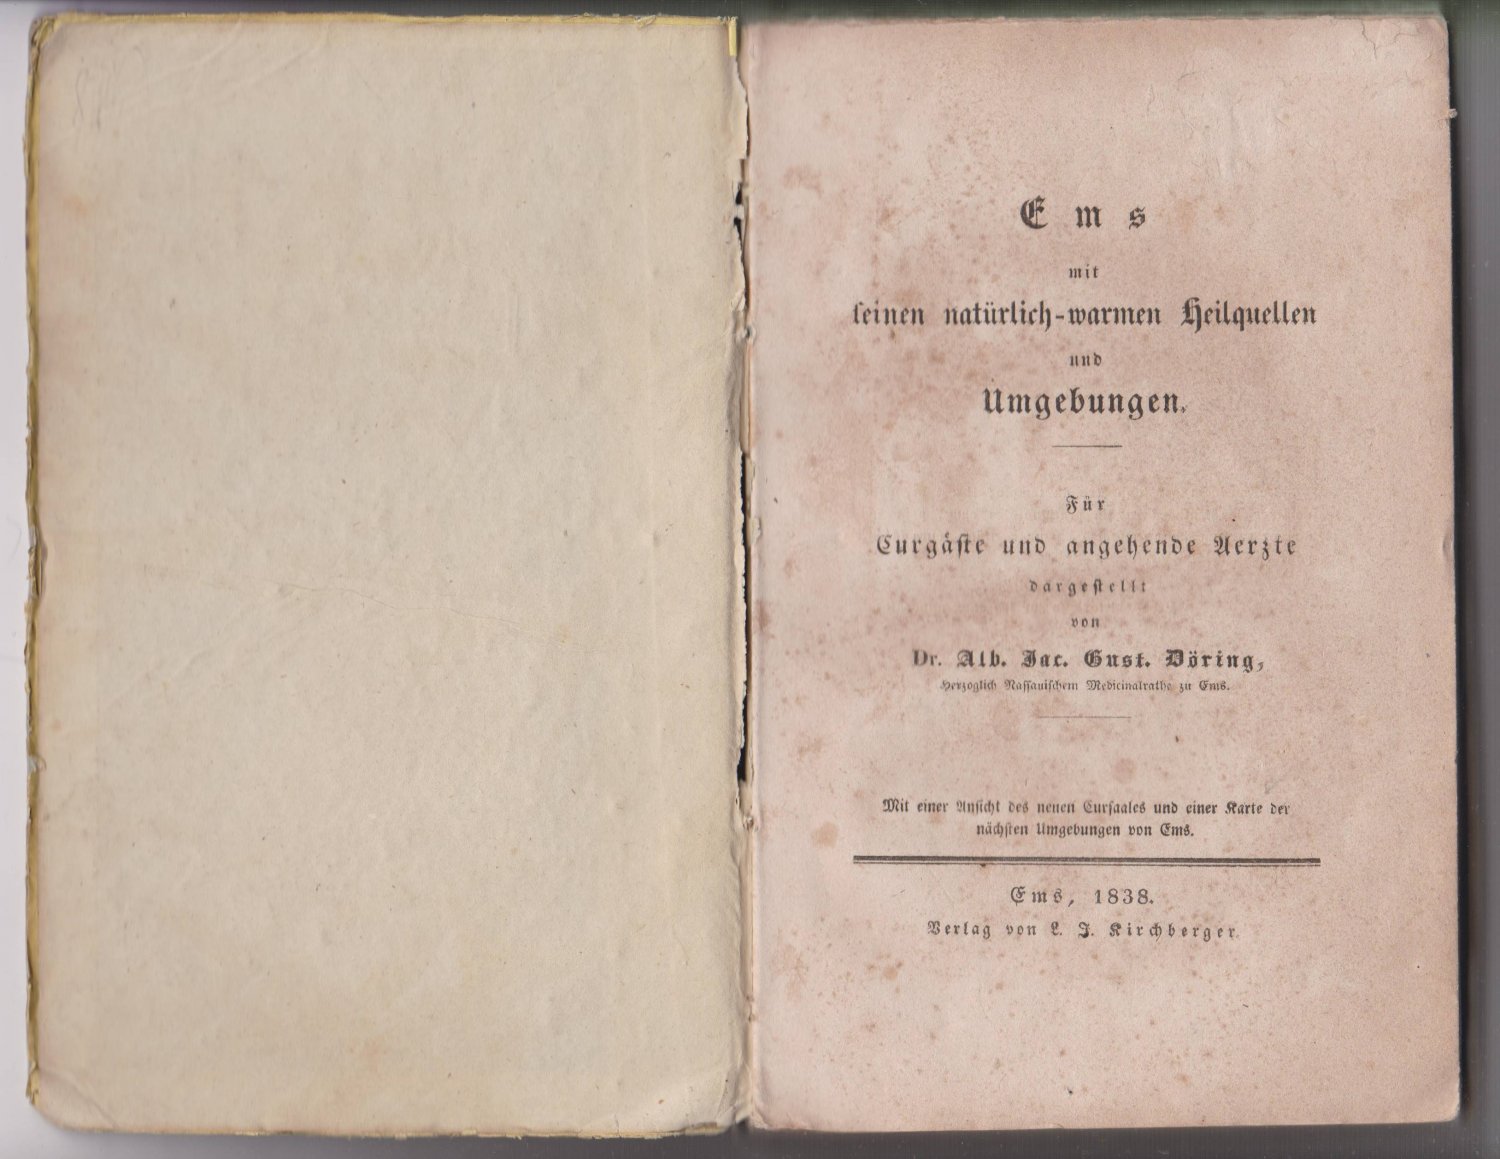 Ems
mit
seinen natürlich-warmen Heilquellen
und
Umgebungen.
Für
Curgäste und angehende Aerzte
dargestellt
von
Dr. Alb. Jac. Gust. Döring,
Herzoglich Nassauischem Medicinalrathe zu Ems.
Mit einer Ansicht des neuen Cursaales und einer Karte der
nächsten Umgebungen von Ems.
Ems, 1838.
Verlag von L. J. Kirchberger.